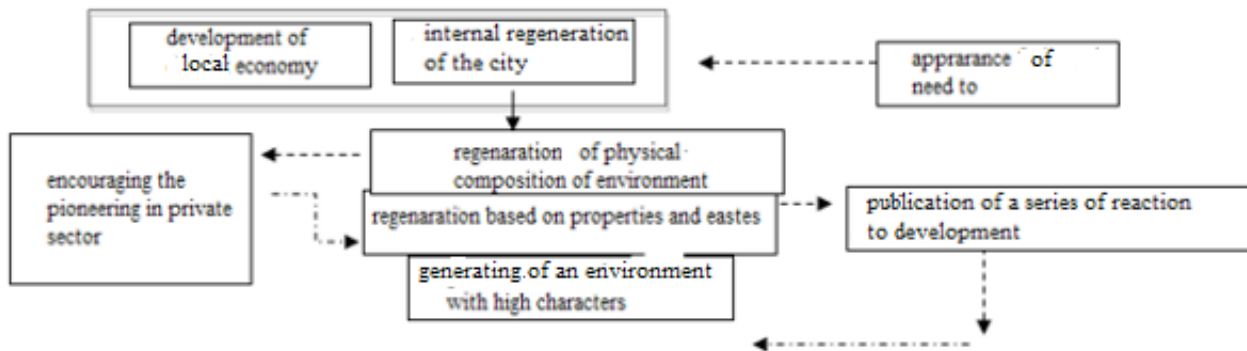 development of
local economy
internal regeneration
of the city
apprarance of
need to
regenaration of physical
composition of environment
encouraging the
pioneering in private
sector
regenaration based on properties and eastes
publication of a series of reaction
to development
generating.of an environment
with high characters